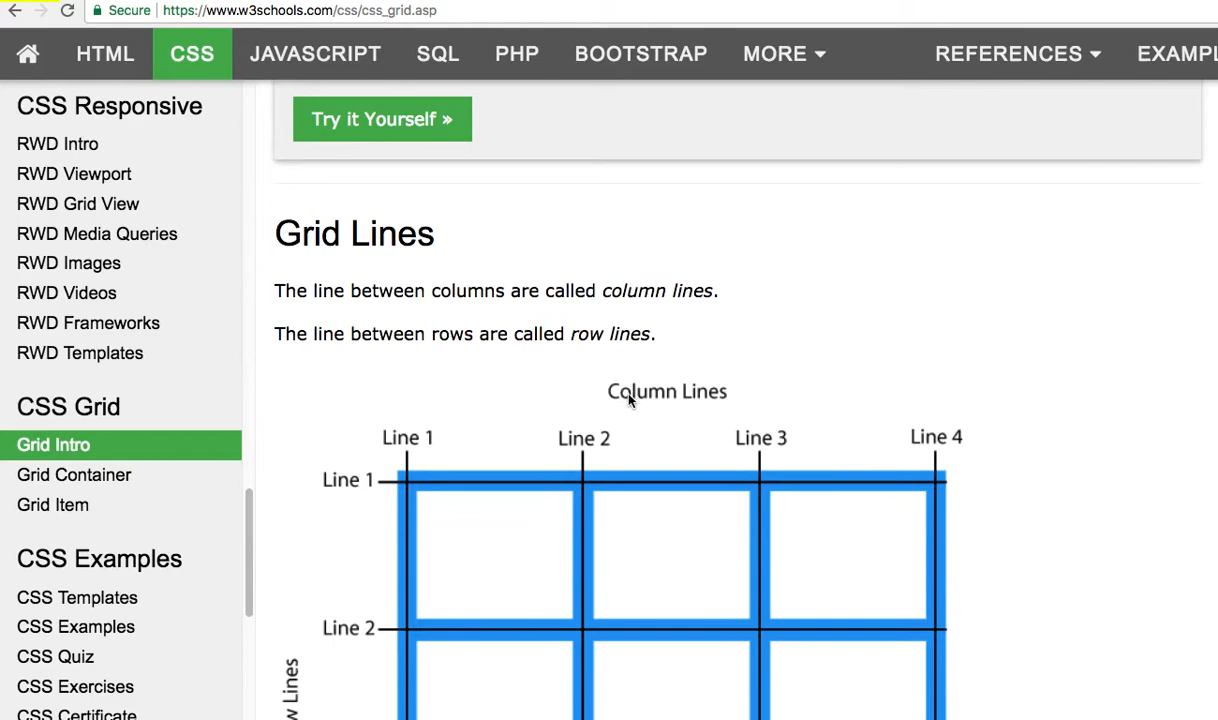 Secure | https://www.w3schools.com/css/css_grid.asp
HTML CSS JAVASCRIPT SQL PHP BOOTSTRAP MORE REFERENCES EXAMPL
CSS Responsive
RWD Intro
RWD Viewport
RWD Grid View
RWD Media Queries
RWD Images
RWD Videos
RWD Frameworks
RWD Templates
CSS Grid
Grid Intro
Grid Container
Grid Item
CSS Examples
CSS Templates
CSS Examples
CSS Quiz
CSS Exercises
CSS Certificate
Try it Yourself »
Grid Lines
The line between columns are called column lines.
The line between rows are called row lines.
Column Lines
Line 1 Line 2 Line 3 Line 4
Line 1
Line 2
w Lines